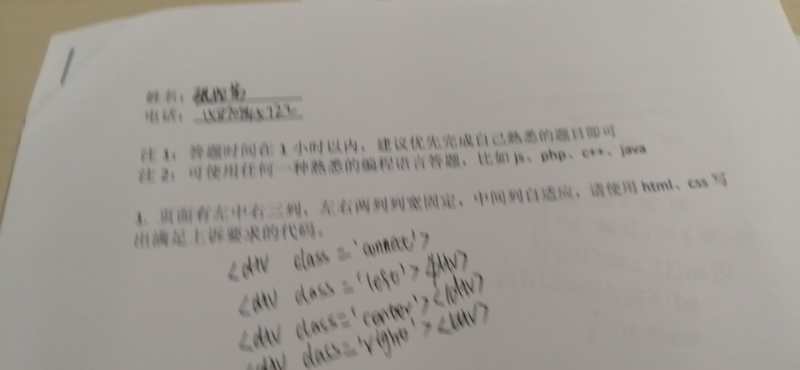 姓名：
电话：
注 1：答题时间在 1 小时以内，建议优先完成自己熟悉的题目即可
注 2：可使用任何一种熟悉的编程语言答题，比如 js、php、c++、java
1. 页面有左中右三列，左右两列列宽固定，中间列自适应，请使用 html、css 写
出满足上诉要求的代码。
<div class='connect'>
<div class='left'></div>
<div class='center'></div>
<div class='right'></div>